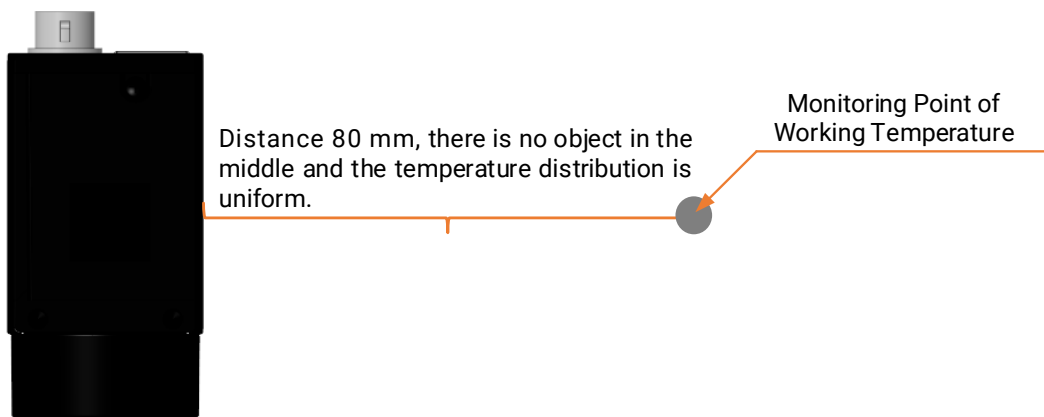 Distance 80 mm, there is no object in the
middle and the temperature distribution is
uniform.
Monitoring Point of
Working Temperature